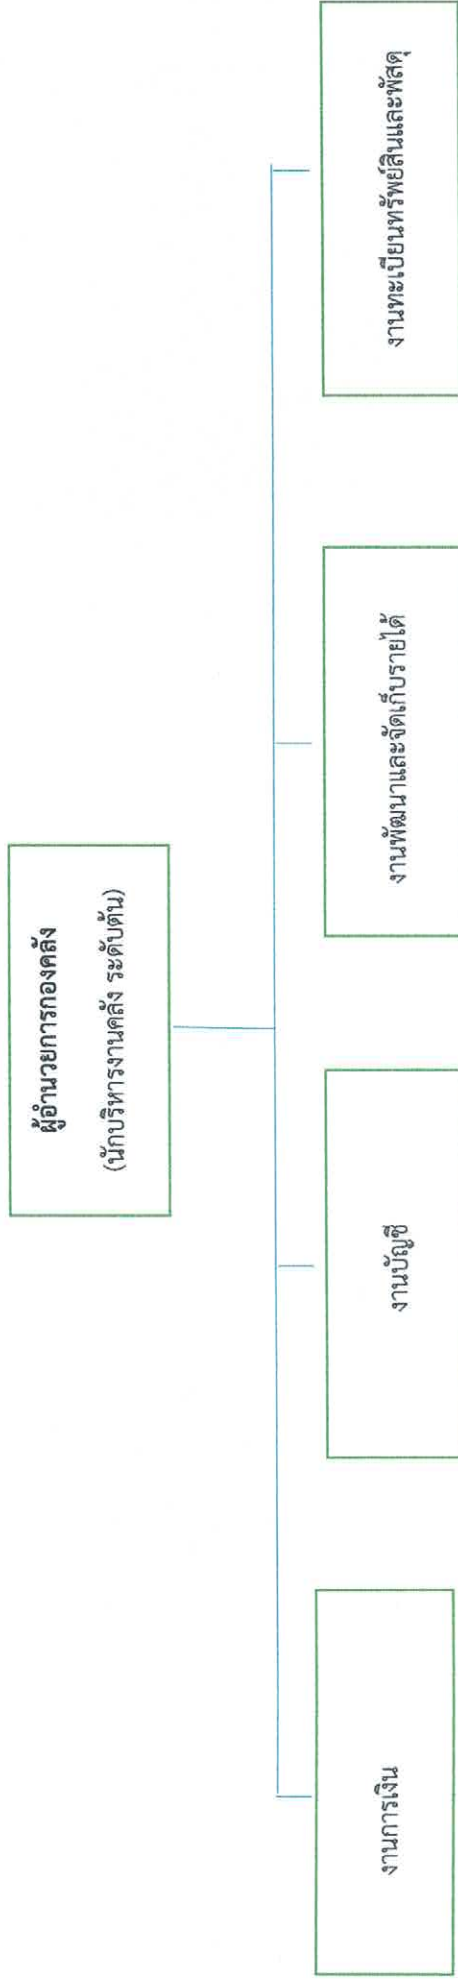 ผู้อำนวยการกองคลัง
(นักบริหารงานคลัง ระดับต้น)
งานการเงิน
งานบัญชี
งานพัฒนาและจัดเก็บรายได้
งานทะเบียนทรัพย์สินและพัสดุ